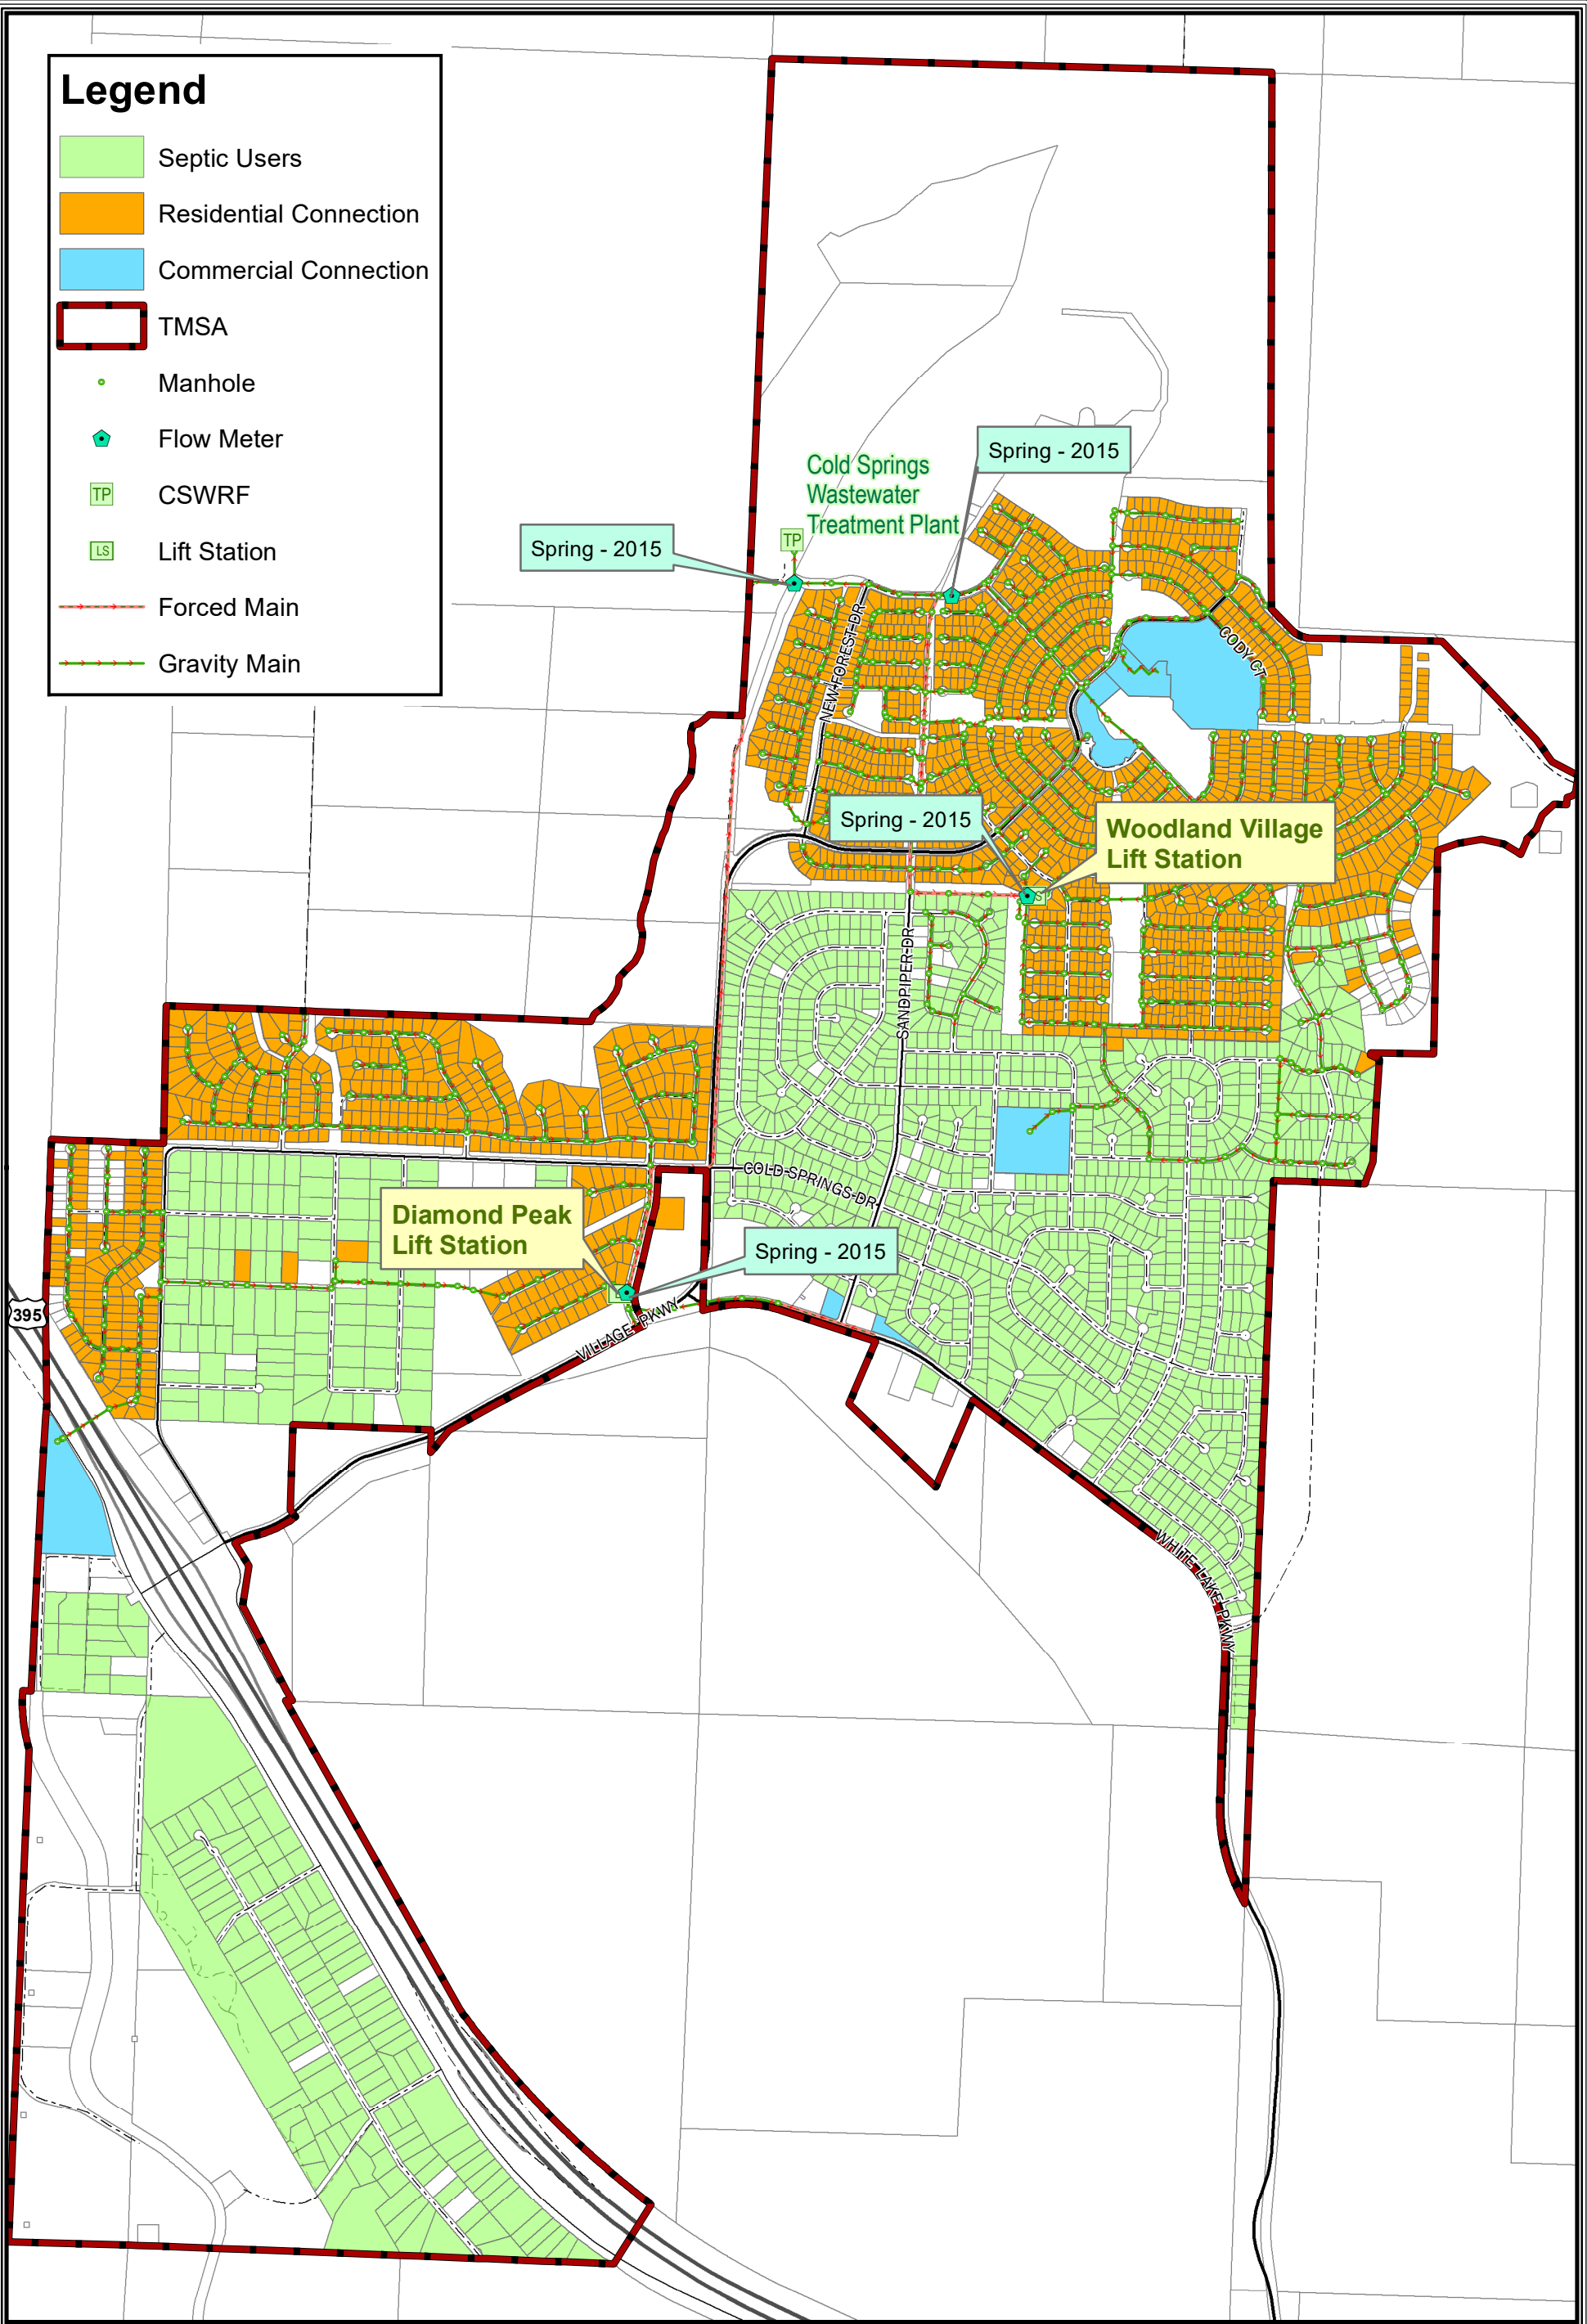 Legend
Septic Users
Residential Connection
Commercial Connection
TMSA
Manhole
Flow Meter
TP
CSWRF
LS
Lift Station
Forced Main
Gravity Main
Spring - 2015
Cold Springs
Wastewater
Treatment Plant
Spring - 2015
TP
NEW FOREST DR
CODY CT
Spring - 2015
Woodland Village
Lift Station
SANDPIPER DR
COLD SPRINGS DR
Diamond Peak
Lift Station
Spring - 2015
VILLAGE PKWY
395
WHITE LAKE PKWY